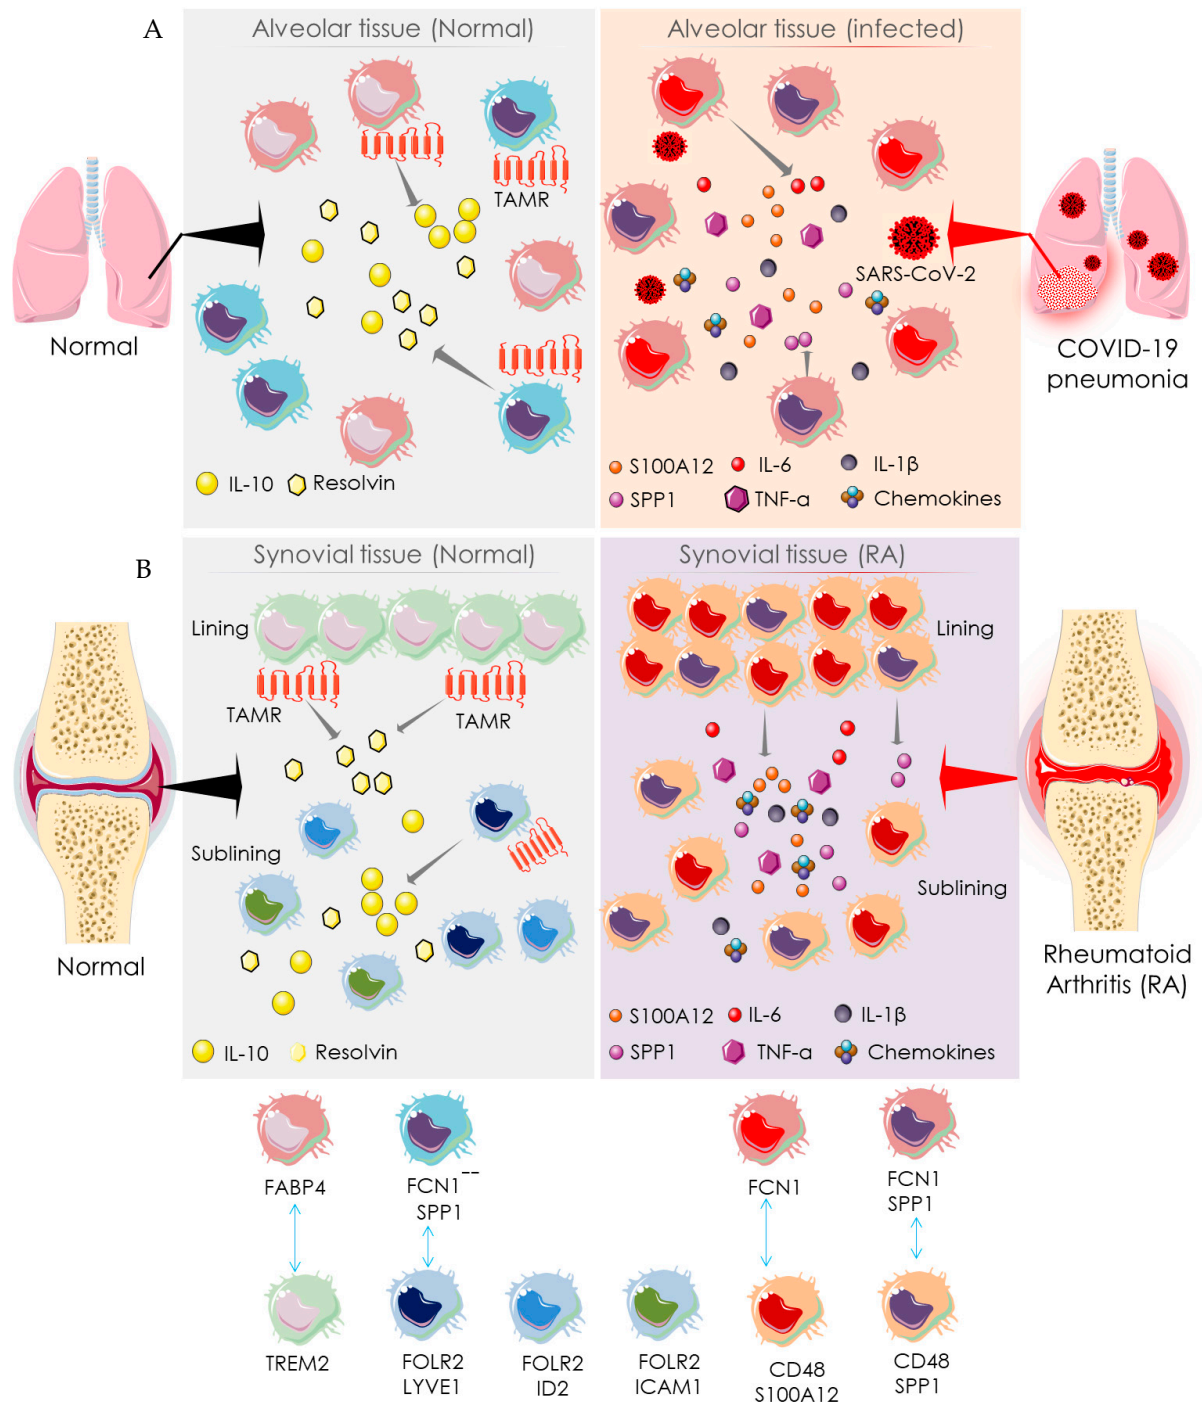 A
Alveolar tissue (Normal)
Alveolar tissue (infected)
TAMR
SARS-CoV-2
Normal
COVID-19
pneumonia
IL-10
Resolvin
S100A12
IL-6
IL-1β
SPP1
TNF-α
Chemokines
B
Synovial tissue (Normal)
Synovial tissue (RA)
Lining
Lining
TAMR
TAMR
Sublining
Sublining
Normal
Rheumatoid
Arthritis (RA)
S100A12
IL-6
IL-1β
IL-10
Resolvin
SPP1
TNF-α
Chemokines
FABP4
FCN1--
SPP1
FCN1
FCN1
SPP1
TREM2
FOLR2
LYVE1
FOLR2
ID2
FOLR2
ICAM1
CD48
S100A12
CD48
SPP1